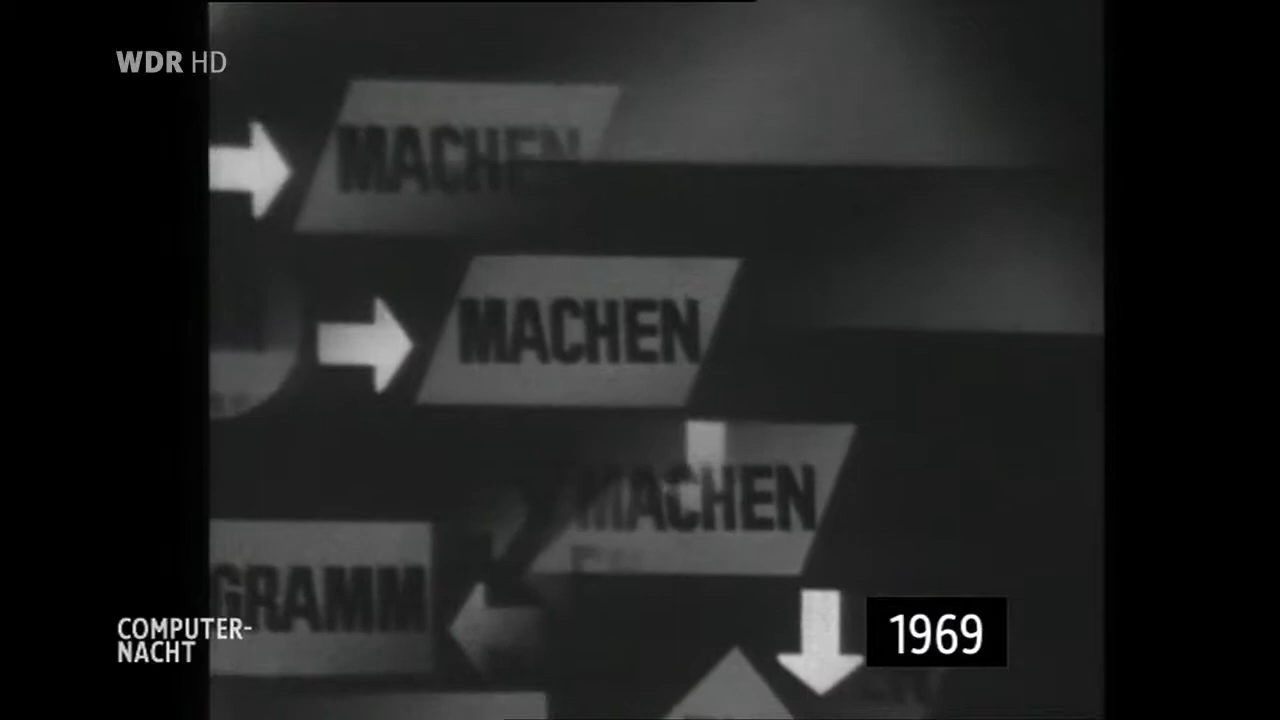 WDR HD
MACHEN
MACHEN
MACHEN
GRAMM
COMPUTER-
NACHT
1969